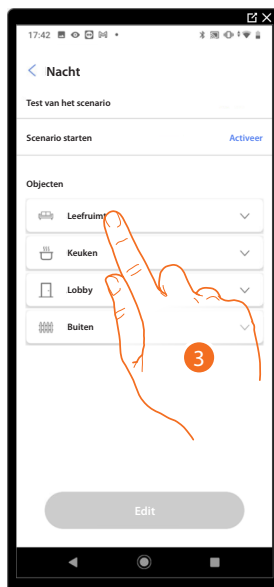 17:42
Nacht
Test van het scenario
Scenario starten Activeer
Objecten
Leefruimt
Keuken
Lobby
Buiten
3
Edit